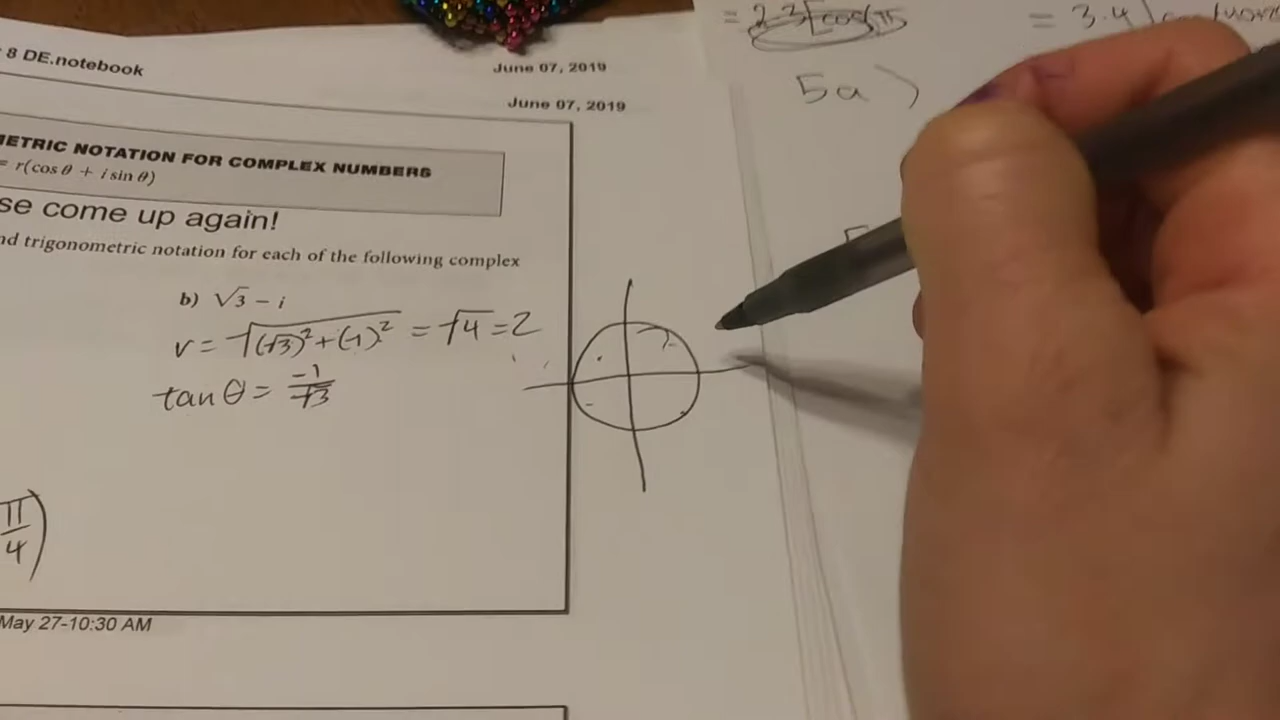 8 DE.notebook
June 07, 2019
June 07, 2019
METRIC NOTATION FOR COMPLEX NUMBERS
= r(cos θ + i sin θ)
se come up again!
nd trigonometric notation for each of the following complex
b) √3 − i
r = √((√3)²+(-1)²) = √4 = 2
tan θ = -1/√3
π/4)
May 27-10:30 AM
5a)